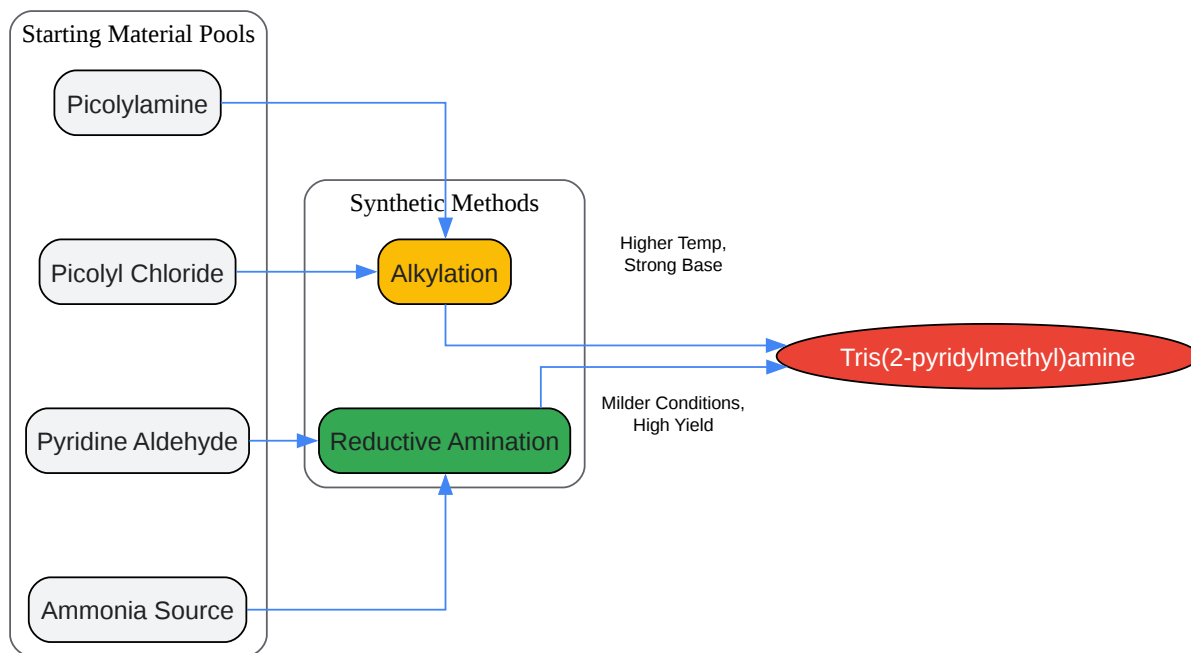 Starting Material Pools
Picolylamine
Synthetic Methods
Picolyl Chloride
Alkylation
Higher Temp,
Strong Base
Tris(2-pyridylmethyl)amine
Pyridine Aldehyde
Reductive Amination
Milder Conditions,
High Yield
Ammonia Source